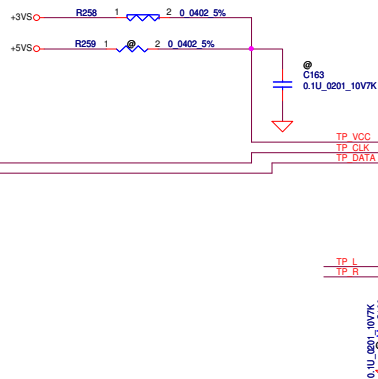 +3VS R258 1 2 0_0402_5%
+5VS R259 1 @ 2 0_0402_5%
@
C163
0.1U_0201_10V7K
TP_VCC
TP_CLK
TP_DATA
TP_L
TP_R
0.1U_0201_10V7K